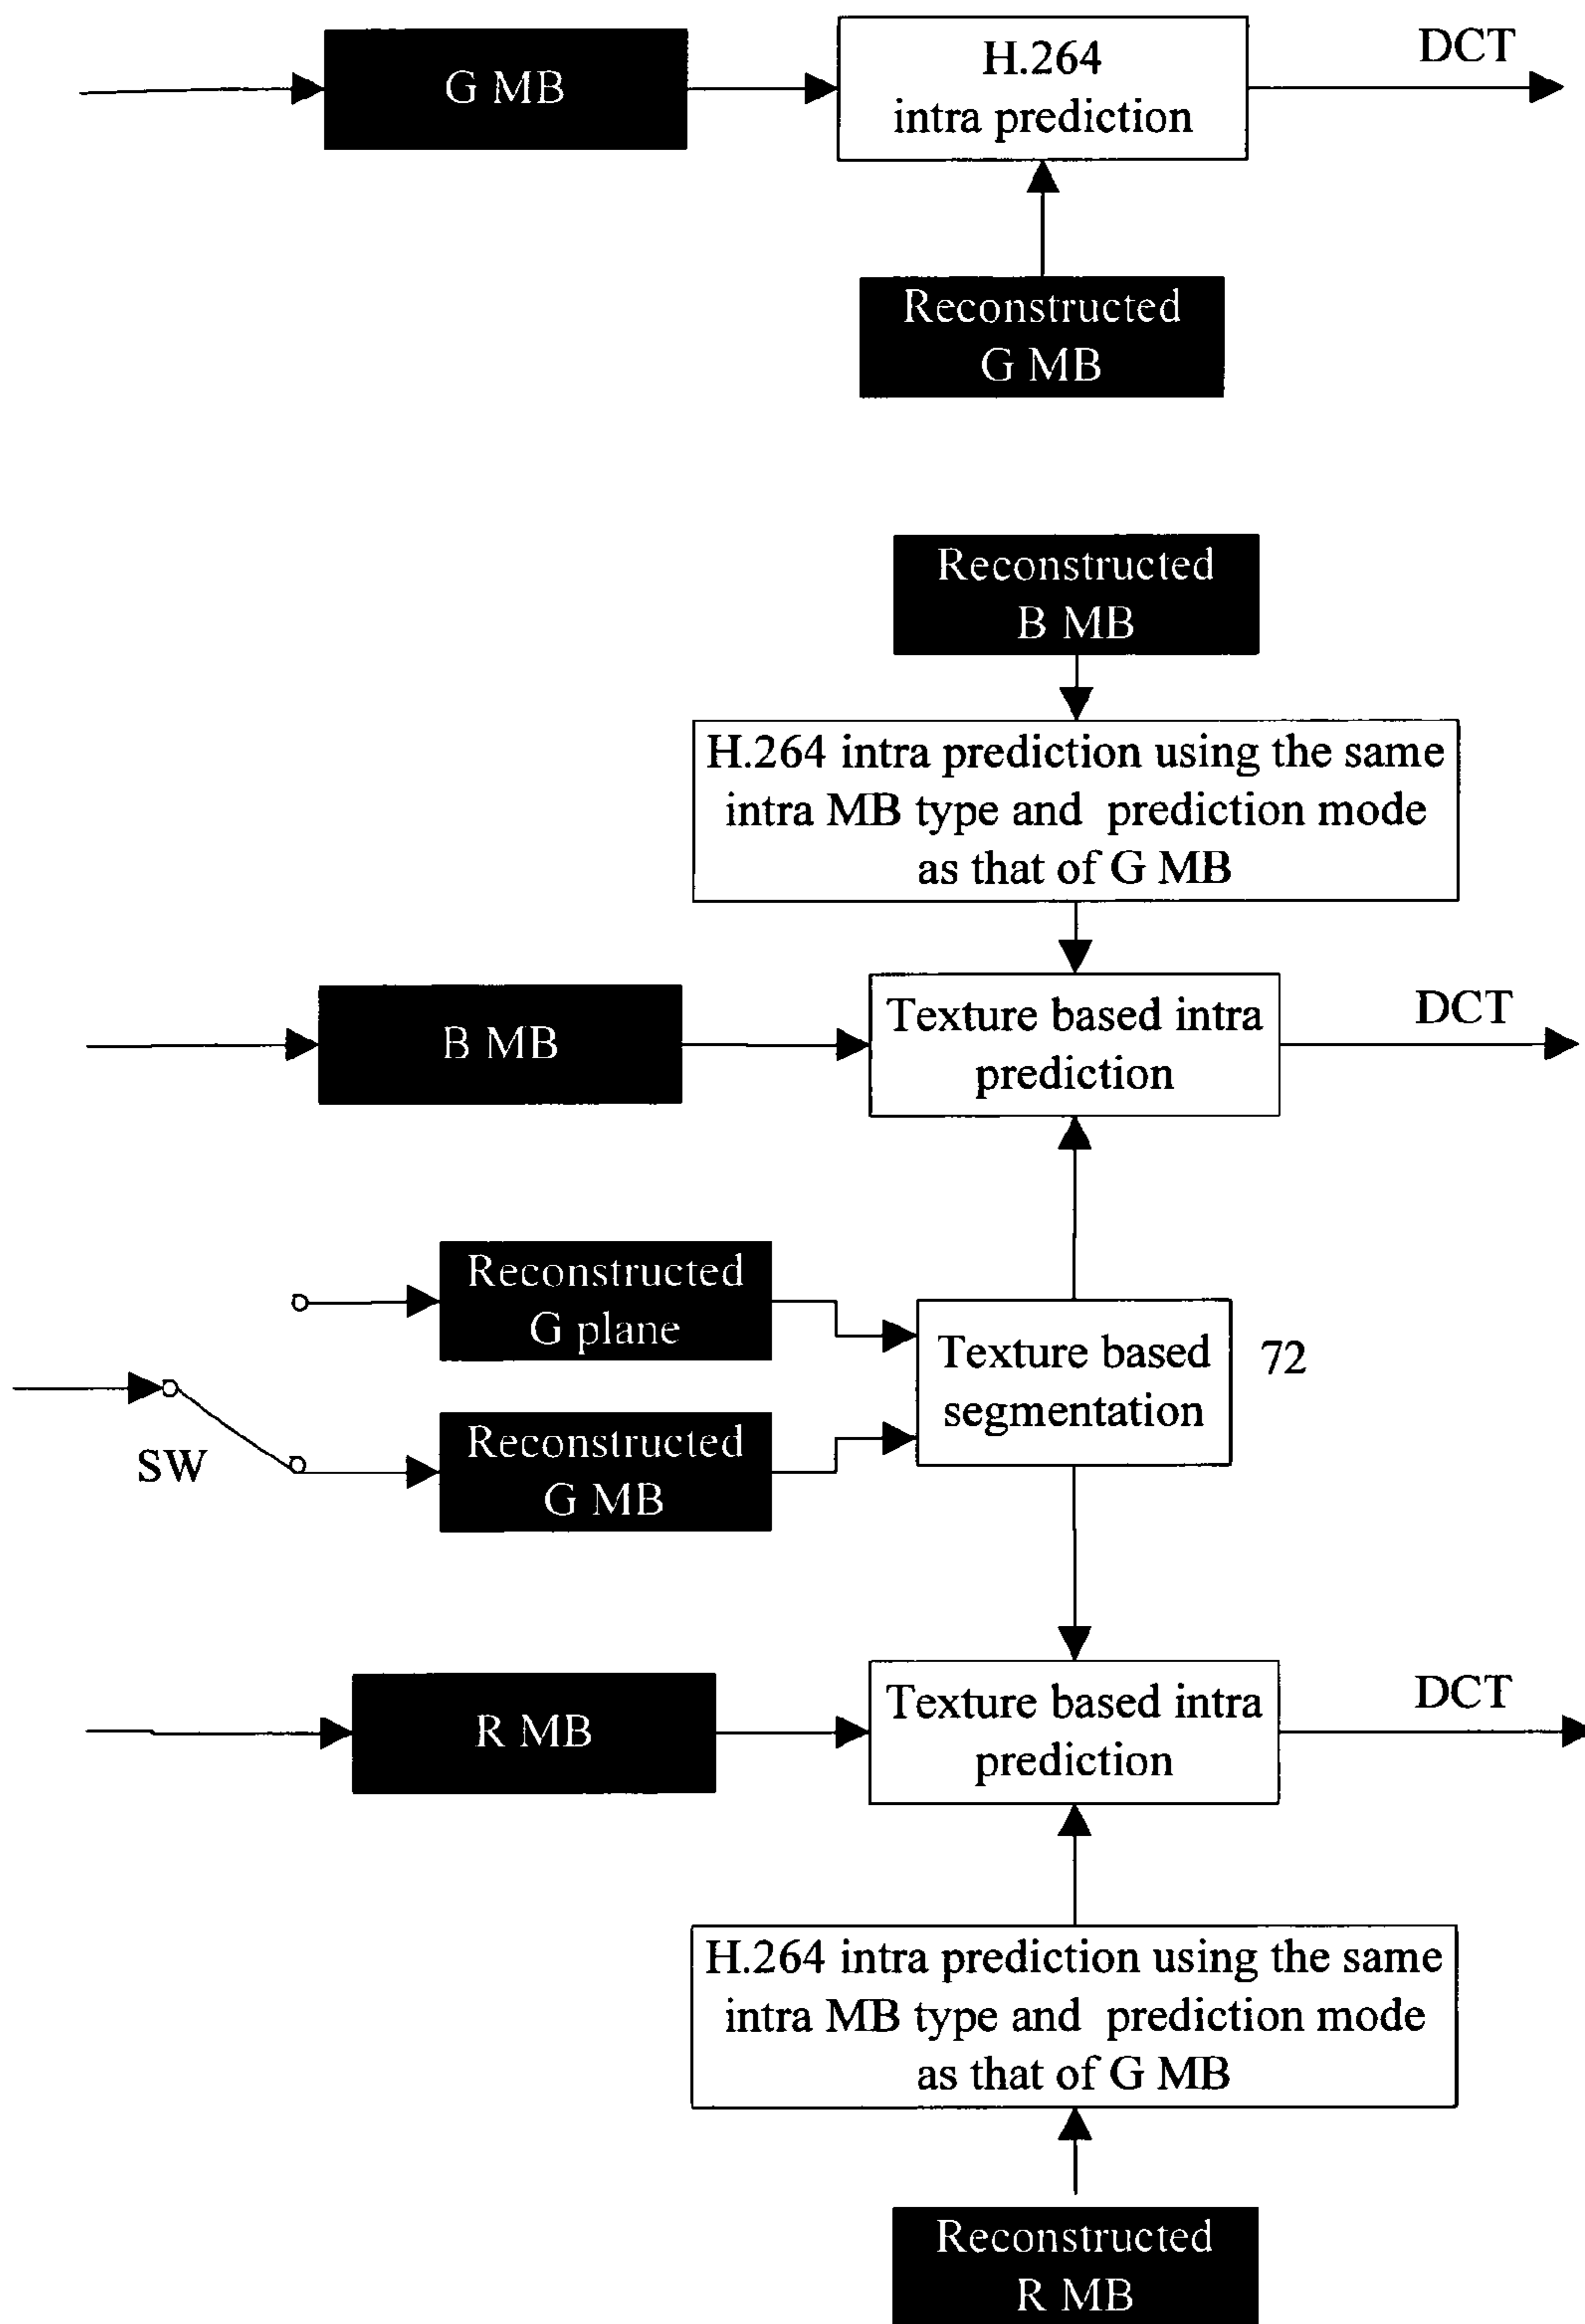 G MB
H.264
intra prediction
DCT
Reconstructed
G MB
Reconstructed
B MB
H.264 intra prediction using the same
intra MB type and prediction mode
as that of G MB
B MB
Texture based intra
prediction
DCT
Reconstructed
G plane
Texture based
segmentation
72
SW
Reconstructed
G MB
R MB
Texture based intra
prediction
DCT
H.264 intra prediction using the same
intra MB type and prediction mode
as that of G MB
Reconstructed
R MB